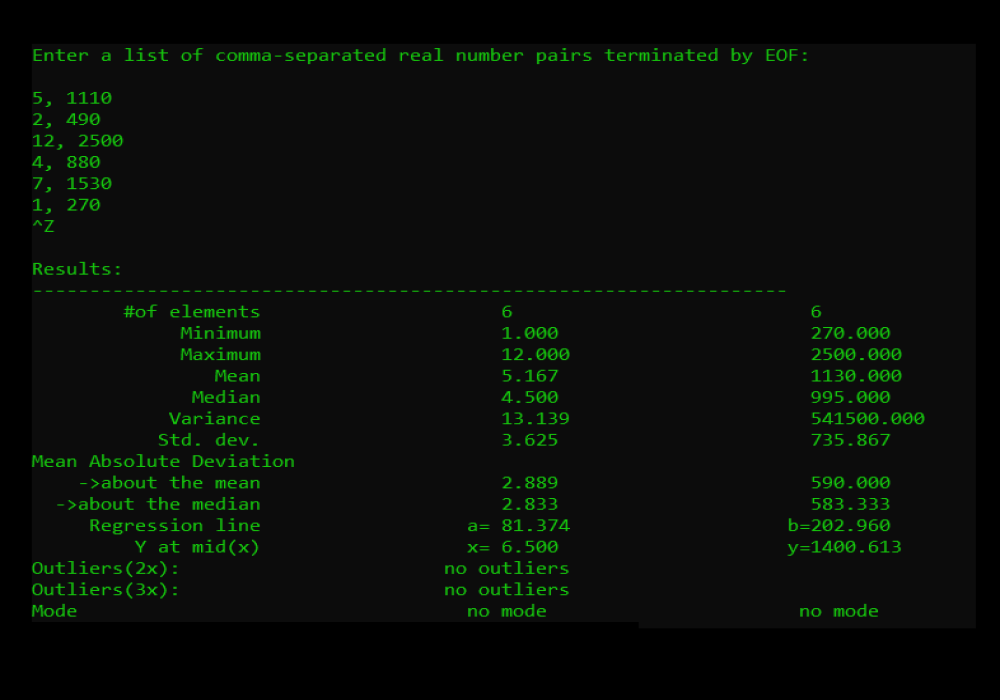 Enter a list of comma-separated real number pairs terminated by EOF:
5, 1110
2, 490
12, 2500
4, 880
7, 1530
1, 270
^Z
Results:
------------------------------------------------------------------
#of elements 6 6
Minimum 1.000 270.000
Maximum 12.000 2500.000
Mean 5.167 1130.000
Median 4.500 995.000
Variance 13.139 541500.000
Std. dev. 3.625 735.867
Mean Absolute Deviation
->about the mean 2.889 590.000
->about the median 2.833 583.333
Regression line a= 81.374 b=202.960
Y at mid(x) x= 6.500 y=1400.613
Outliers(2x): no outliers
Outliers(3x): no outliers
Mode no mode no mode